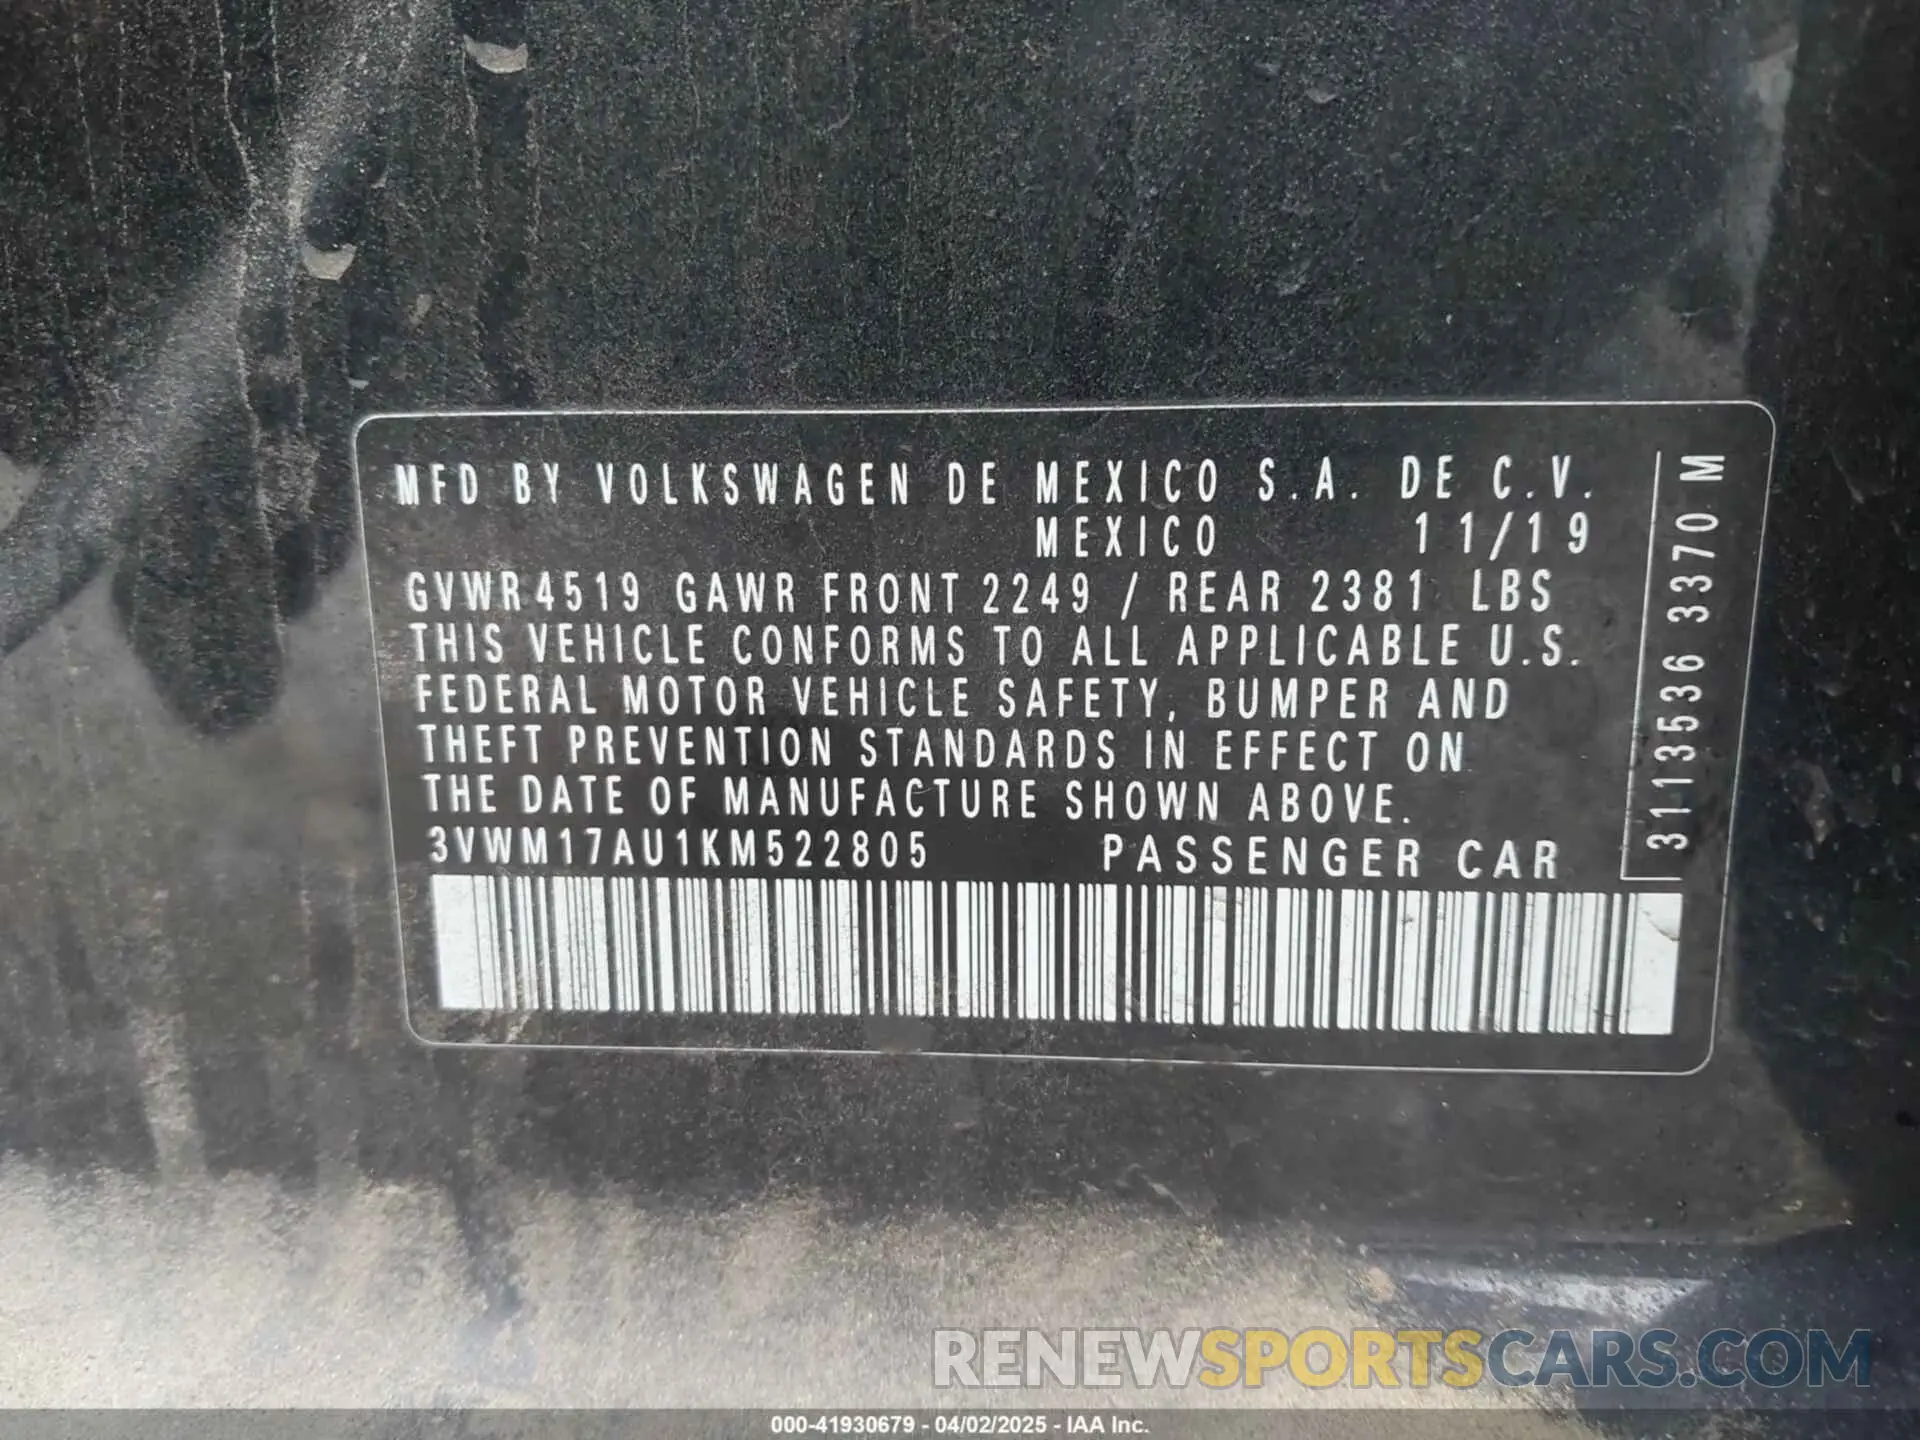 MFD BY VOLKSWAGEN DE MEXICO S.A. DE C.V.
MEXICO 11/19
GVWR 4519 GAWR FRONT 2249 / REAR 2381 LBS
THIS VEHICLE CONFORMS TO ALL APPLICABLE U.S.
FEDERAL MOTOR VEHICLE SAFETY, BUMPER AND
THEFT PREVENTION STANDARDS IN EFFECT ON
THE DATE OF MANUFACTURE SHOWN ABOVE.
3VWM17AU1KM522805 PASSENGER CAR
3113536 3370 M
RENEWSPORTSCARS.COM
000-41930679 - 04/02/2025 - IAA Inc.